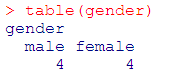 > table(gender)
gender
  male female
     4      4